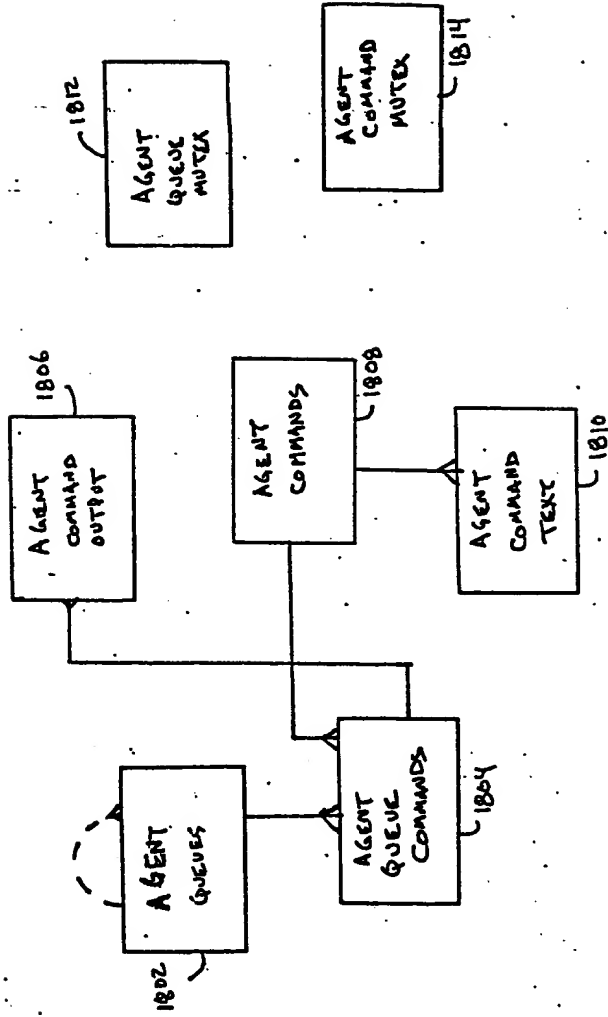 1802
AGENT
QUEUES
AGENT
QUEUE
COMMANDS
1804
AGENT
COMMAND
OUTPUT
1806
AGENT
COMMANDS
1808
AGENT
COMMAND
TEXT
1810
AGENT
QUEUE
MUTEX
1812
AGENT
COMMAND
MUTEX
1814